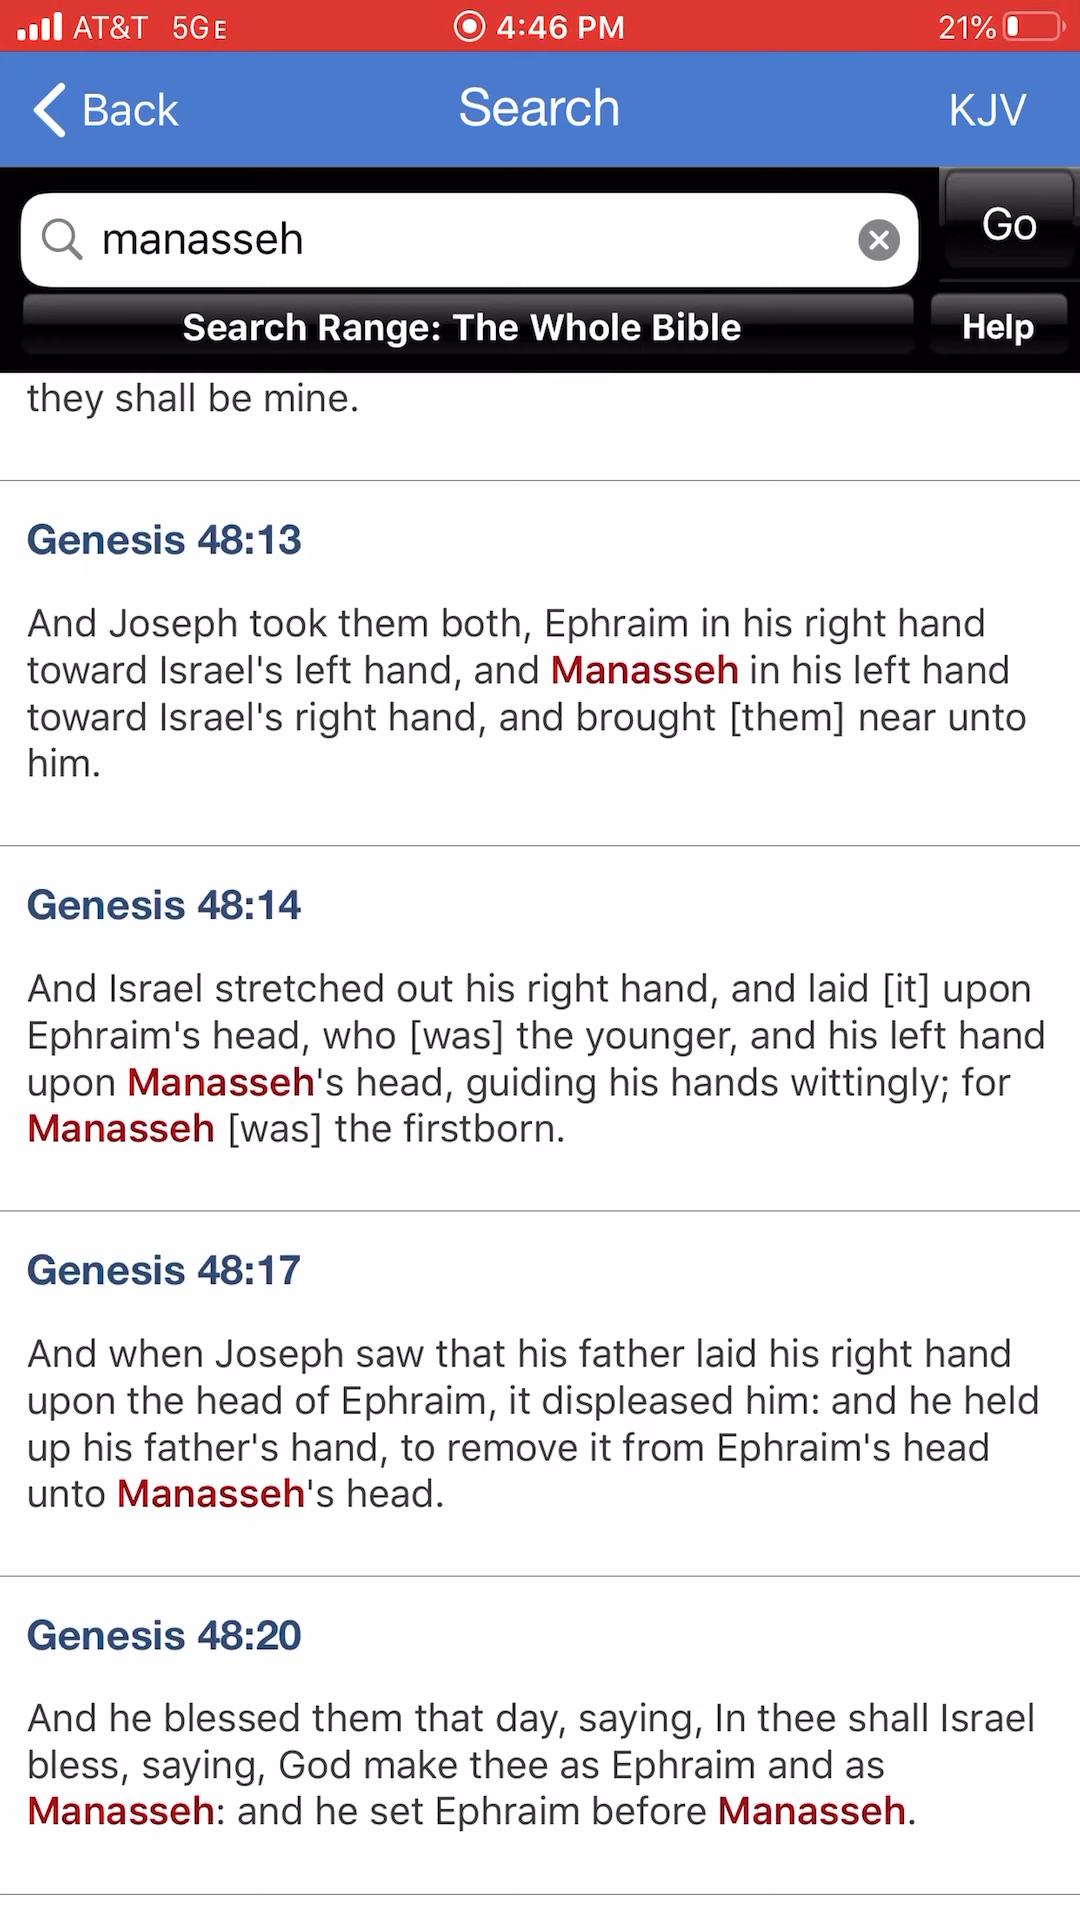 AT&T 5GE 4:46 PM 21%
Back Search KJV
manasseh Go
Search Range: The Whole Bible Help
they shall be mine.
Genesis 48:13
And Joseph took them both, Ephraim in his right hand
toward Israel's left hand, and Manasseh in his left hand
toward Israel's right hand, and brought [them] near unto
him.
Genesis 48:14
And Israel stretched out his right hand, and laid [it] upon
Ephraim's head, who [was] the younger, and his left hand
upon Manasseh's head, guiding his hands wittingly; for
Manasseh [was] the firstborn.
Genesis 48:17
And when Joseph saw that his father laid his right hand
upon the head of Ephraim, it displeased him: and he held
up his father's hand, to remove it from Ephraim's head
unto Manasseh's head.
Genesis 48:20
And he blessed them that day, saying, In thee shall Israel
bless, saying, God make thee as Ephraim and as
Manasseh: and he set Ephraim before Manasseh.